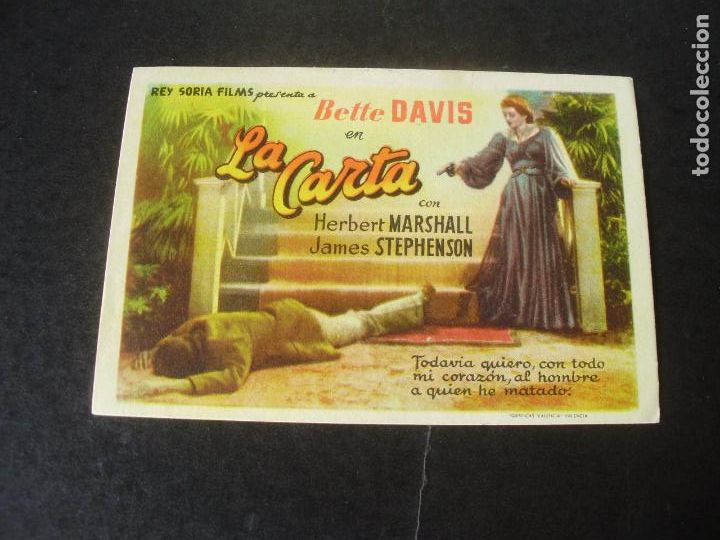 REY SORIA FILMS presenta a
Bette DAVIS
en
La Carta
con
Herbert MARSHALL
James STEPHENSON
Todavía quiero, con todo
mi corazón, al hombre
a quien he matado.
todocoleccion